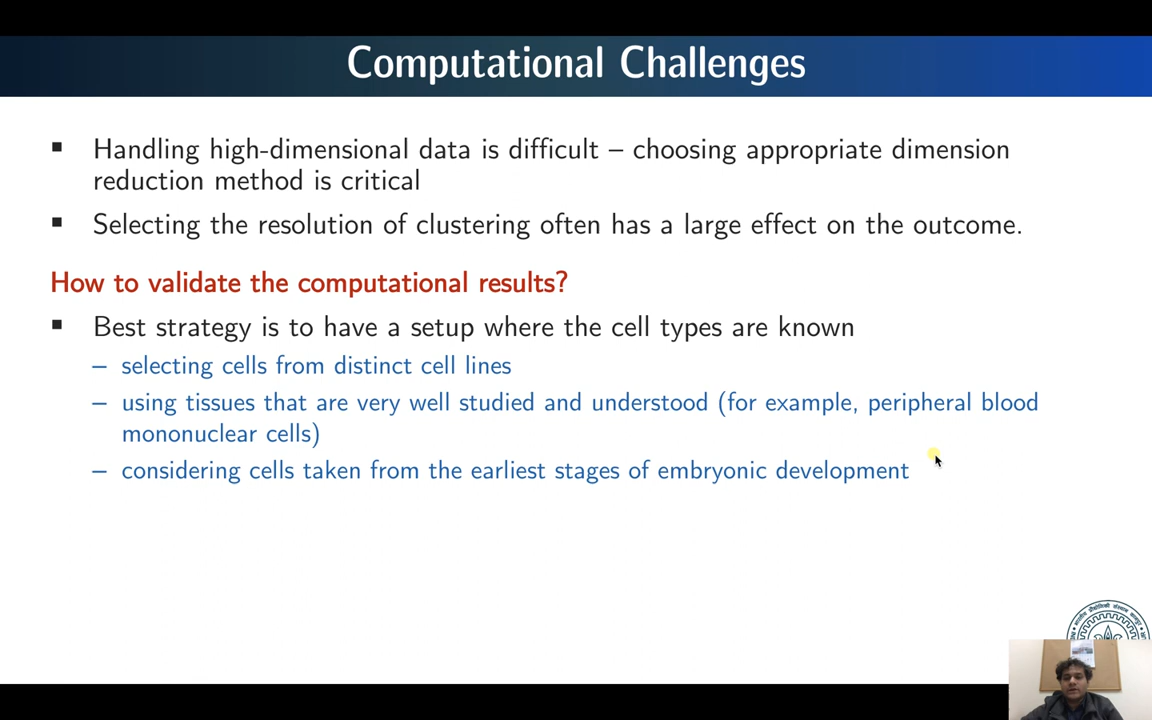 Computational Challenges
▪ Handling high-dimensional data is difficult – choosing appropriate dimension
reduction method is critical
▪ Selecting the resolution of clustering often has a large effect on the outcome.
How to validate the computational results?
▪ Best strategy is to have a setup where the cell types are known
– selecting cells from distinct cell lines
– using tissues that are very well studied and understood (for example, peripheral blood
mononuclear cells)
– considering cells taken from the earliest stages of embryonic development